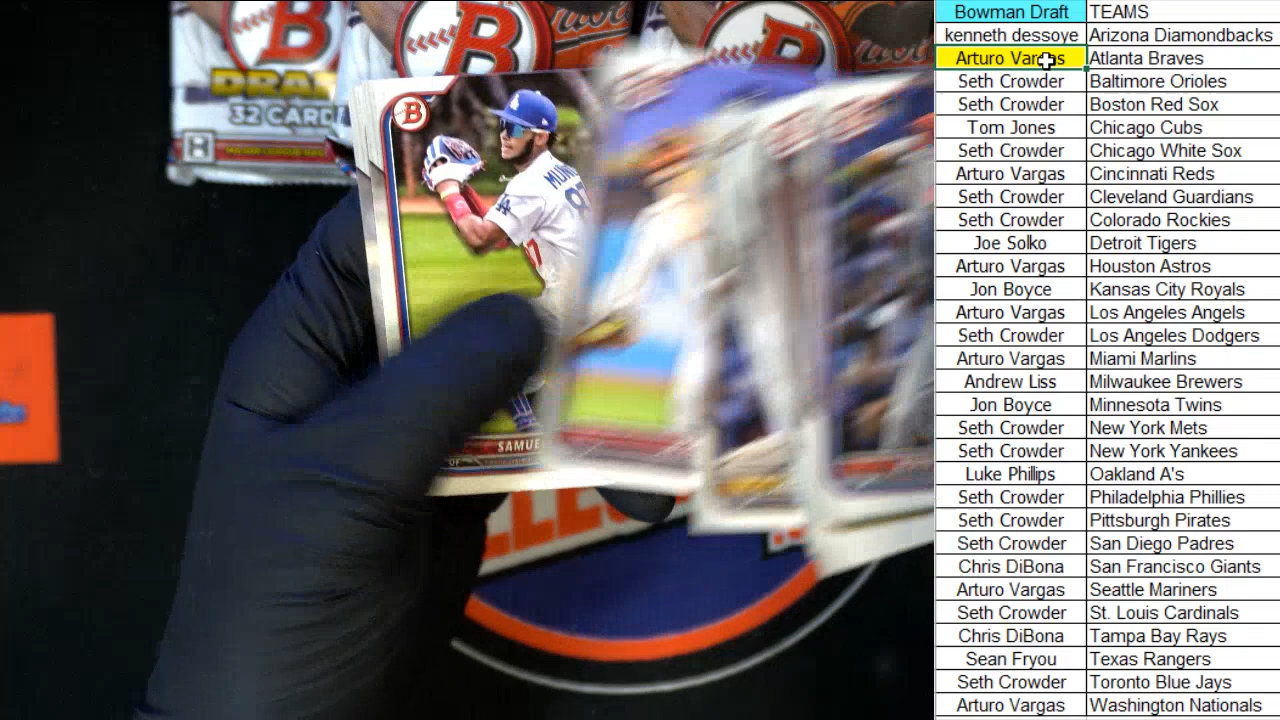 B
DRAF
32 CARD
H
B
B
B
LA
MUN
SAMUE
OF
LLEC
Bowman Draft TEAMS
kenneth dessoye Arizona Diamondbacks
Arturo Vargas Atlanta Braves
Seth Crowder Baltimore Orioles
Seth Crowder Boston Red Sox
Tom Jones Chicago Cubs
Seth Crowder Chicago White Sox
Arturo Vargas Cincinnati Reds
Seth Crowder Cleveland Guardians
Seth Crowder Colorado Rockies
Joe Solko Detroit Tigers
Arturo Vargas Houston Astros
Jon Boyce Kansas City Royals
Arturo Vargas Los Angeles Angels
Seth Crowder Los Angeles Dodgers
Arturo Vargas Miami Marlins
Andrew Liss Milwaukee Brewers
Jon Boyce Minnesota Twins
Seth Crowder New York Mets
Seth Crowder New York Yankees
Luke Phillips Oakland A's
Seth Crowder Philadelphia Phillies
Seth Crowder Pittsburgh Pirates
Seth Crowder San Diego Padres
Chris DiBona San Francisco Giants
Arturo Vargas Seattle Mariners
Seth Crowder St. Louis Cardinals
Chris DiBona Tampa Bay Rays
Sean Fryou Texas Rangers
Seth Crowder Toronto Blue Jays
Arturo Vargas Washington Nationals